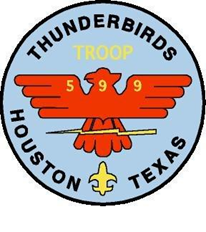 THUNDERBIRDS
TROOP
5 9 9
HOUSTON TEXAS